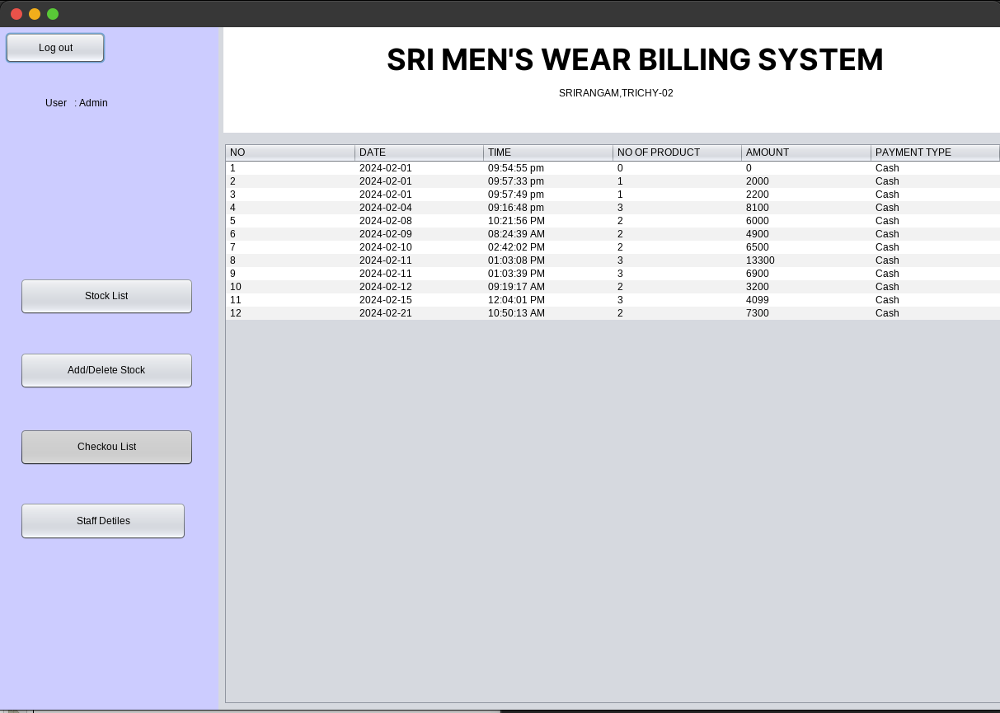 Log out
User : Admin
Stock List
Add/Delete Stock
Checkou List
Staff Detiles
SRI MEN'S WEAR BILLING SYSTEM
SRIRANGAM,TRICHY-02
NO DATE TIME NO OF PRODUCT AMOUNT PAYMENT TYPE
1 2024-02-01 09:54:55 pm 0 0 Cash
2 2024-02-01 09:57:33 pm 1 2000 Cash
3 2024-02-01 09:57:49 pm 1 2200 Cash
4 2024-02-04 09:16:48 pm 3 8100 Cash
5 2024-02-08 10:21:56 PM 2 6000 Cash
6 2024-02-09 08:24:39 AM 2 4900 Cash
7 2024-02-10 02:42:02 PM 2 6500 Cash
8 2024-02-11 01:03:08 PM 3 13300 Cash
9 2024-02-11 01:03:39 PM 3 6900 Cash
10 2024-02-12 09:19:17 AM 2 3200 Cash
11 2024-02-15 12:04:01 PM 3 4099 Cash
12 2024-02-21 10:50:13 AM 2 7300 Cash